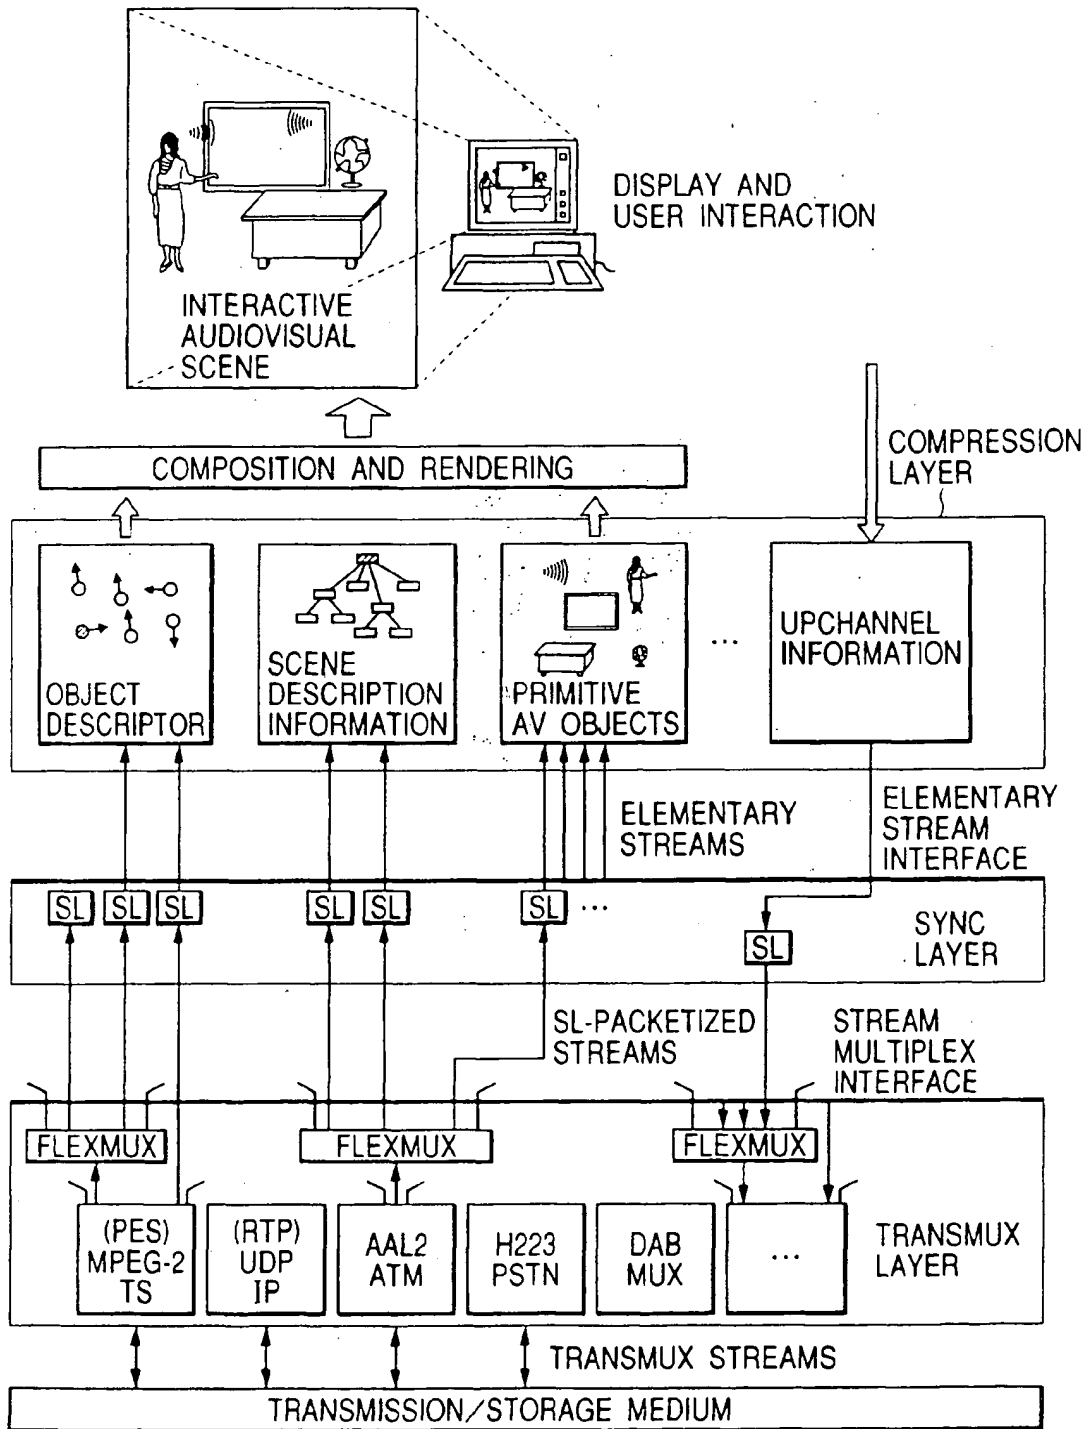 DISPLAY AND
USER INTERACTION
INTERACTIVE
AUDIOVISUAL
SCENE
COMPRESSION
LAYER
COMPOSITION AND RENDERING
OBJECT
DESCRIPTOR
SCENE
DESCRIPTION
INFORMATION
PRIMITIVE
AV OBJECTS
...
UPCHANNEL
INFORMATION
ELEMENTARY
STREAMS
ELEMENTARY
STREAM
INTERFACE
SL SL SL SL SL SL ...
SL
SYNC
LAYER
SL-PACKETIZED
STREAMS
STREAM
MULTIPLEX
INTERFACE
FLEXMUX FLEXMUX FLEXMUX
(PES)
MPEG-2
TS
(RTP)
UDP
IP
AAL2
ATM
H223
PSTN
DAB
MUX
...
TRANSMUX
LAYER
TRANSMUX STREAMS
TRANSMISSION/STORAGE MEDIUM